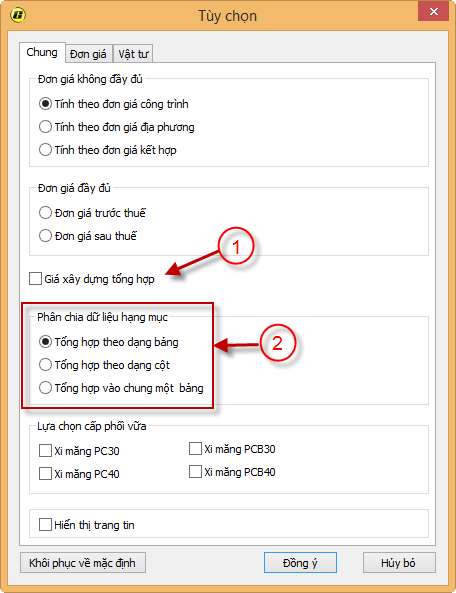 Tùy chọn
Chung Đơn giá Vật tư
Đơn giá không đầy đủ
Tính theo đơn giá công trình
Tính theo đơn giá địa phương
Tính theo đơn giá kết hợp
Đơn giá đầy đủ
Đơn giá trước thuế
Đơn giá sau thuế
1
Giá xây dựng tổng hợp
Phân chia dữ liệu hạng mục
Tổng hợp theo dạng bảng
2
Tổng hợp theo dạng cột
Tổng hợp vào chung một bảng
Lựa chọn cấp phối vữa
Xi măng PC30 Xi măng PCB30
Xi măng PC40 Xi măng PCB40
Hiển thị trang tin
Khôi phục về mặc định Đồng ý Hủy bỏ